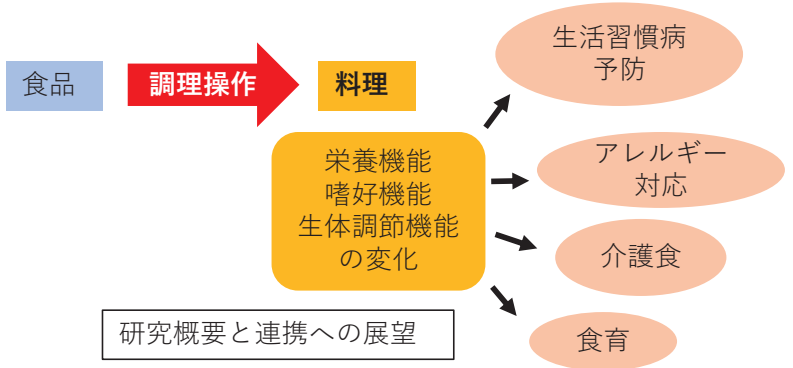 食品
調理操作
料理
栄養機能
嗜好機能
生体調節機能
の変化
生活習慣病
予防
アレルギー
対応
介護食
食育
研究概要と連携への展望